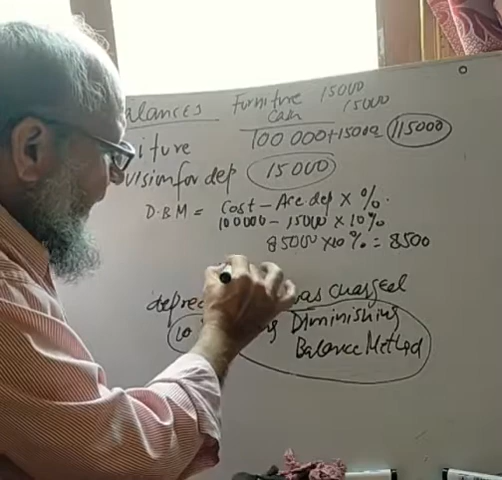 alances Furniture 15000
Cash 15000
iture 100 000+15000 115000
vision for dep 15000
D.B.M = Cost - Acc.dep x %.
100000 - 15000 x 10%
85000 x10%. = 8500
deprec was charged
10 g Diminishing
Balance Method